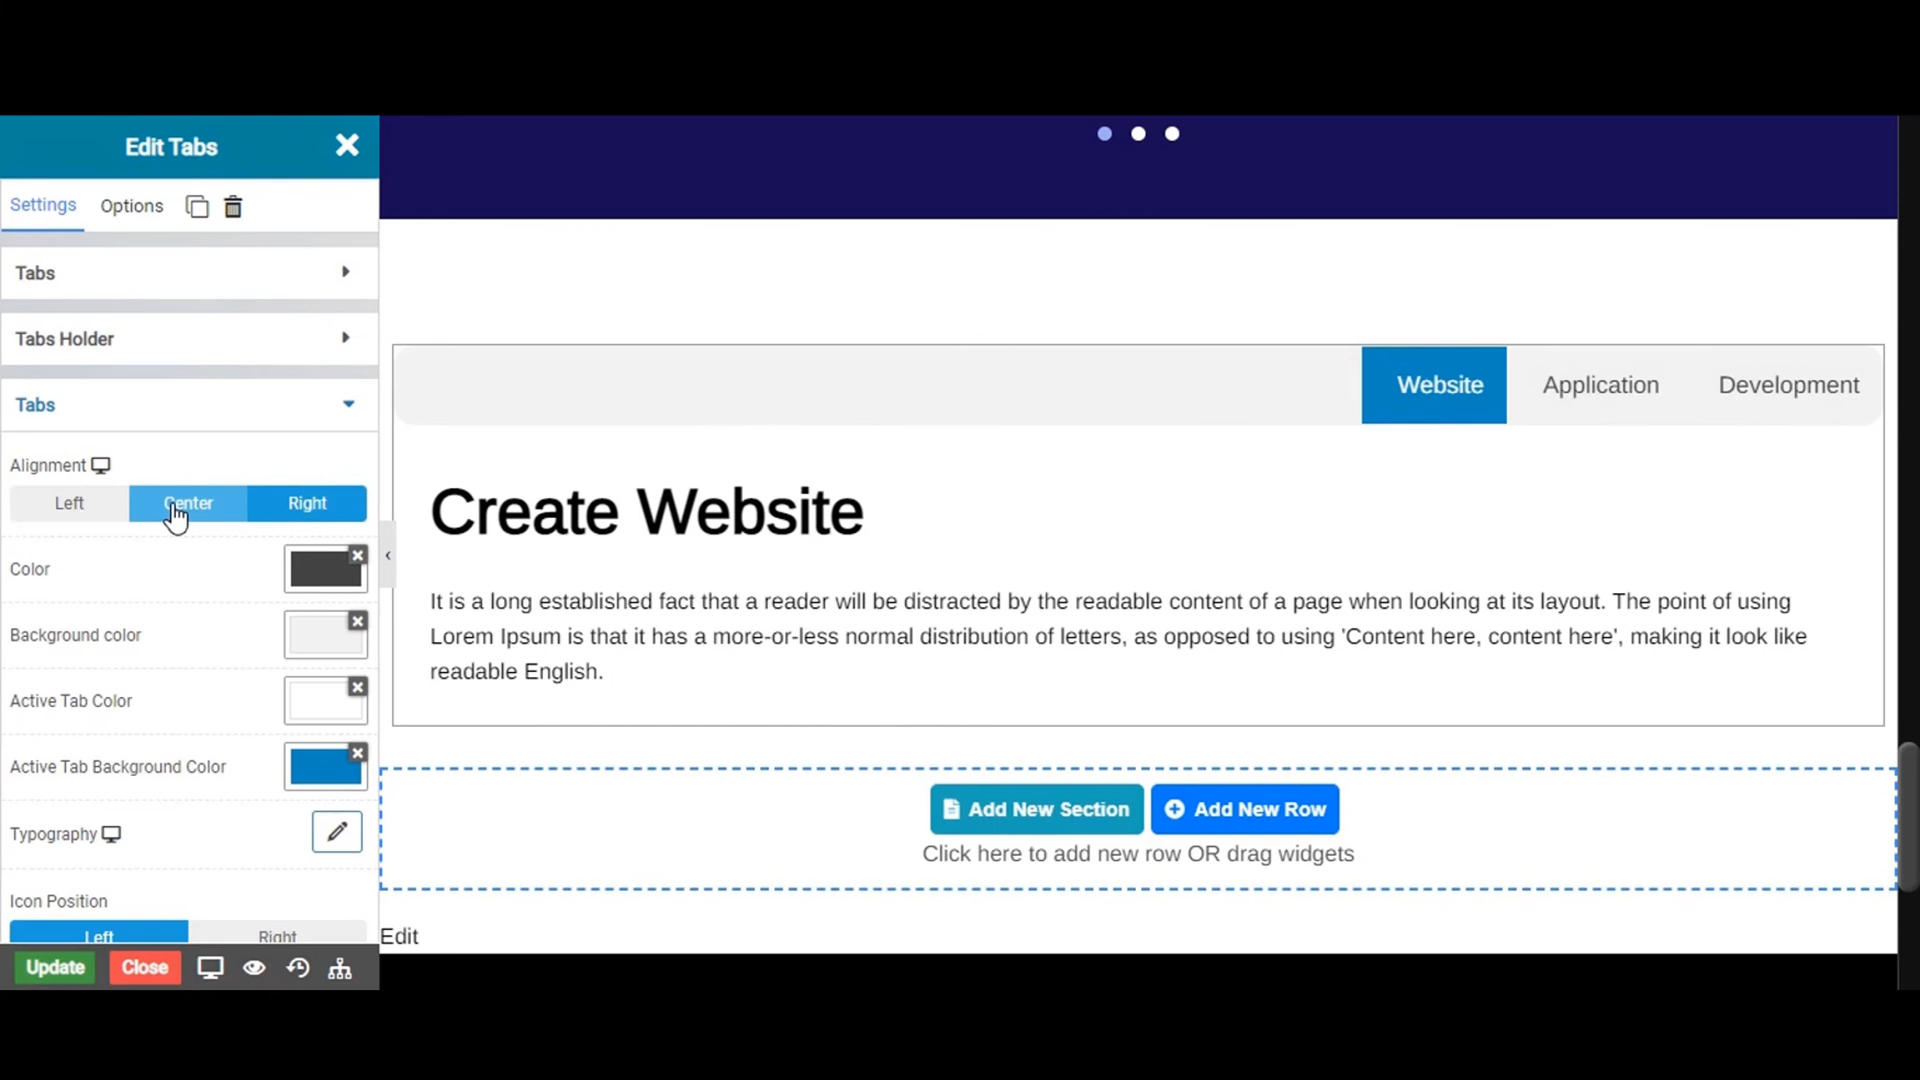 Edit Tabs
Settings Options
Tabs
Tabs Holder
Tabs
Alignment
Left Center Right
Color
Background color
Active Tab Color
Active Tab Background Color
Typography
Icon Position
Left Right
Update Close
Website Application Development
Create Website
It is a long established fact that a reader will be distracted by the readable content of a page when looking at its layout. The point of using
Lorem Ipsum is that it has a more-or-less normal distribution of letters, as opposed to using 'Content here, content here', making it look like
readable English.
Add New Section Add New Row
Click here to add new row OR drag widgets
Edit